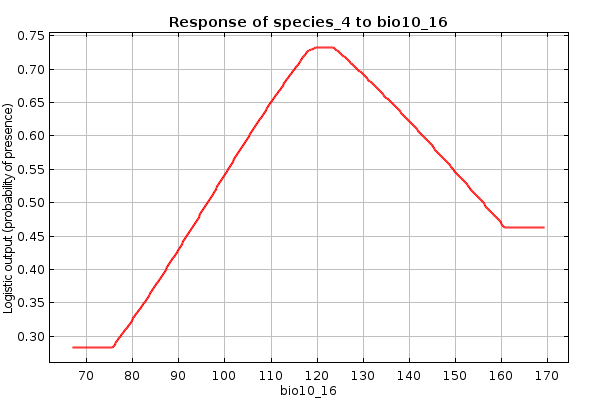 Response of species_4 to bio10_16
Logistic output (probability of presence)
0.75
0.70
0.65
0.60
0.55
0.50
0.45
0.40
0.35
0.30
70 80 90 100 110 120 130 140 150 160 170
bio10_16